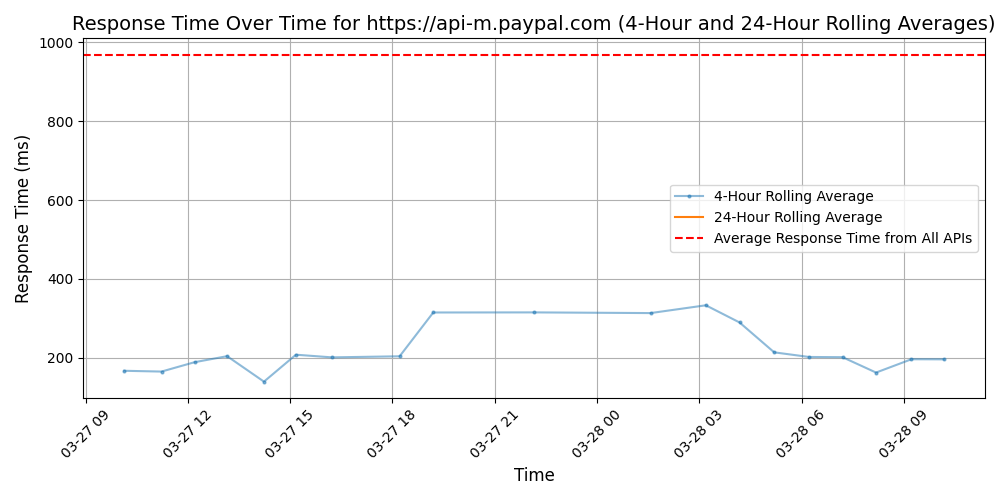 Response Time Over Time for https://api-m.paypal.com (4-Hour and 24-Hour Rolling Averages)
Response Time (ms)
1000
800
600
400
200
4-Hour Rolling Average
24-Hour Rolling Average
Average Response Time from All APIs
03-27 09
03-27 12
03-27 15
03-27 18
03-27 21
03-28 00
03-28 03
03-28 06
03-28 09
Time